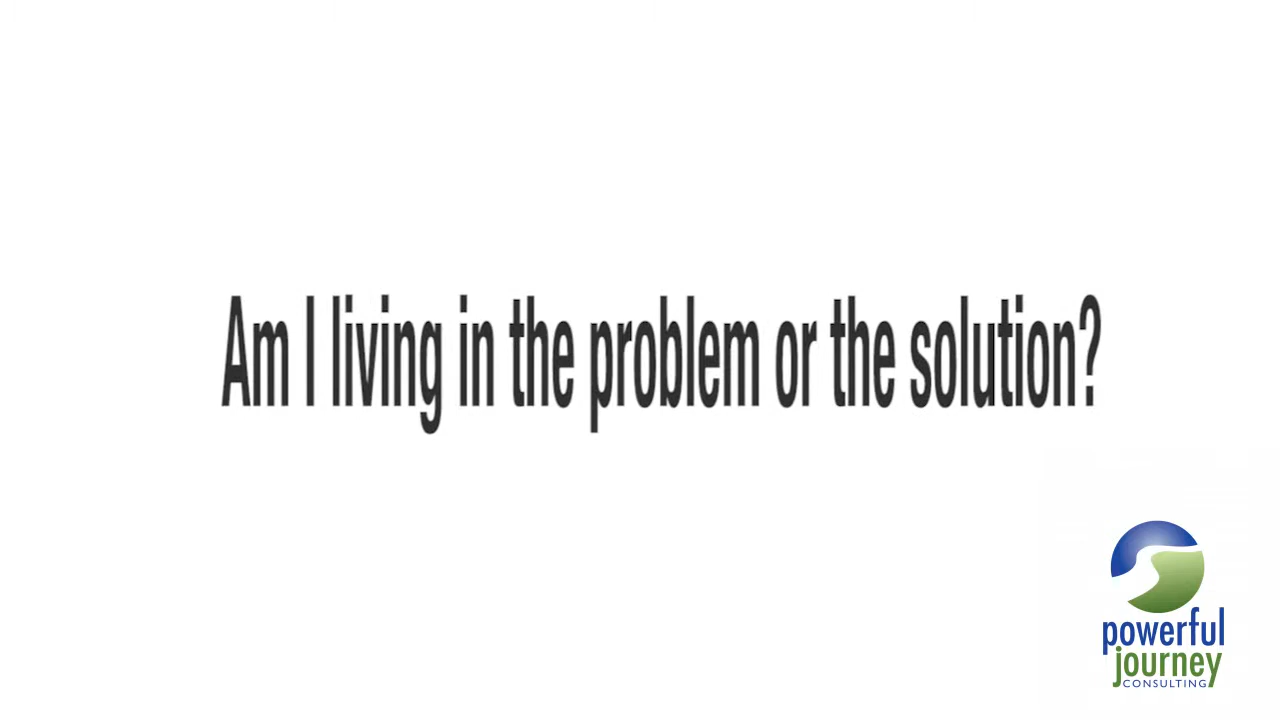 Am I living in the problem or the solution?
powerful
journey
CONSULTING